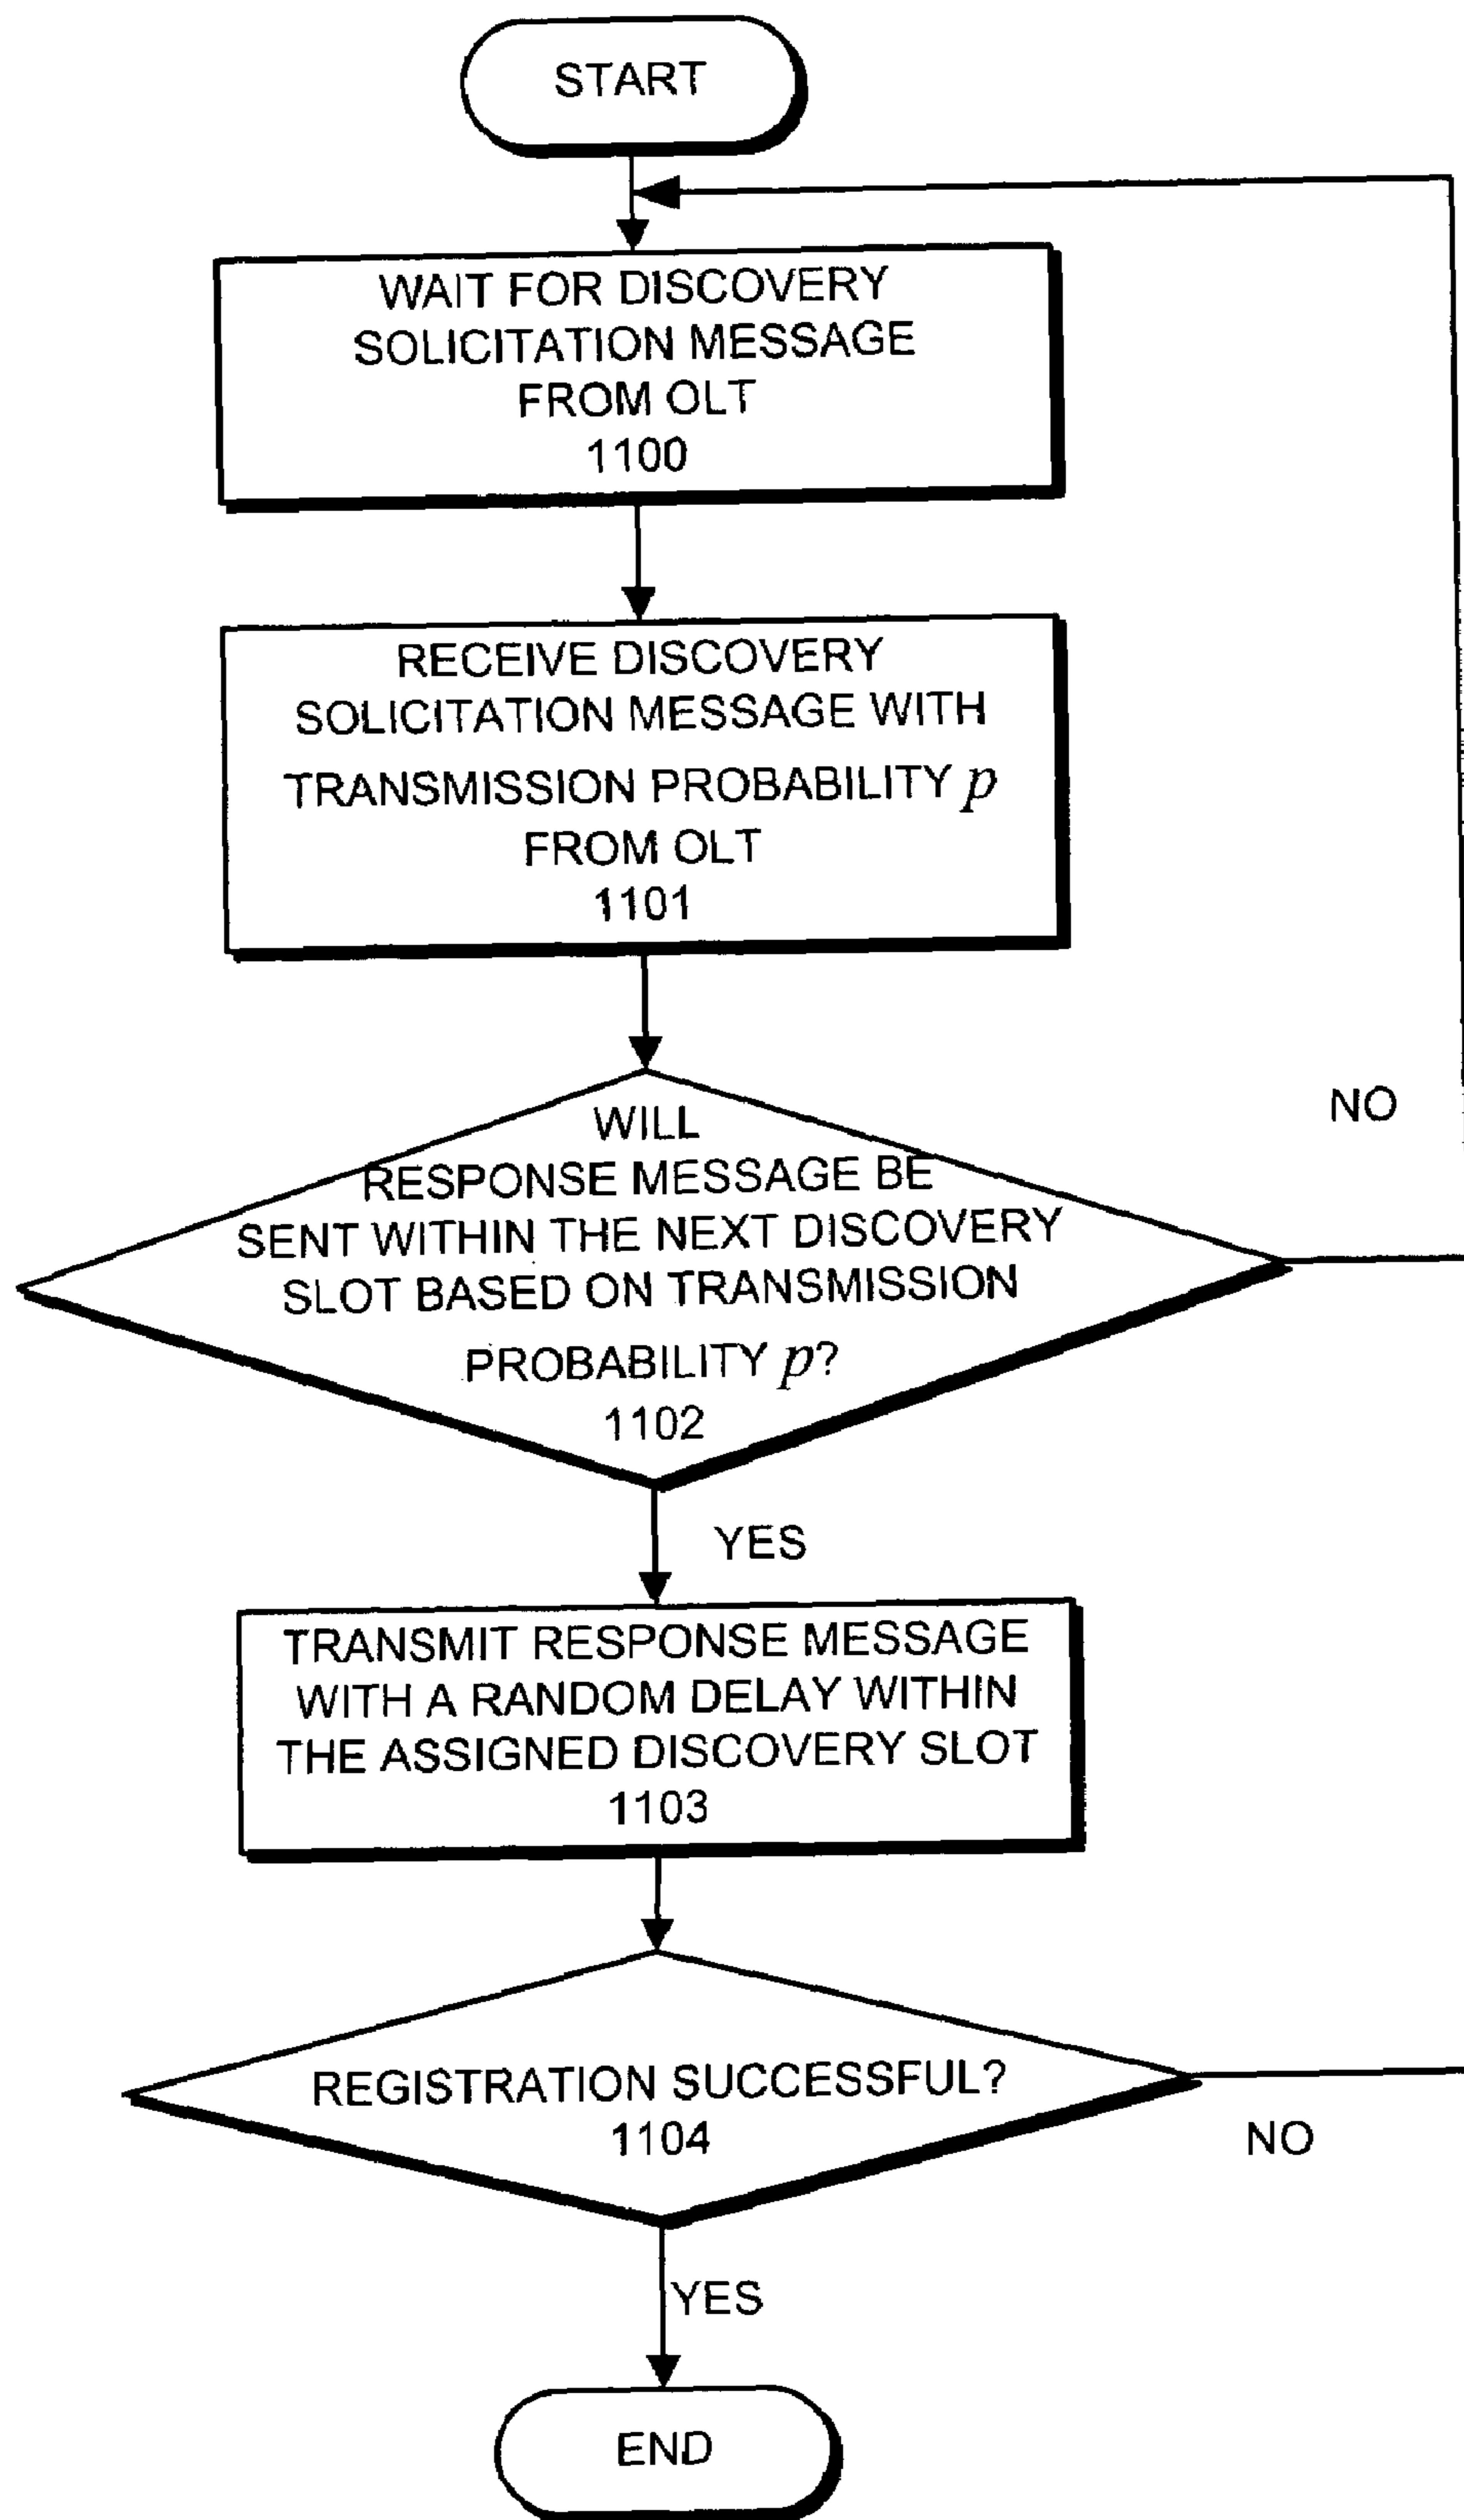 START
WAIT FOR DISCOVERY
SOLICITATION MESSAGE
FROM OLT
1100
RECEIVE DISCOVERY
SOLICITATION MESSAGE WITH
TRANSMISSION PROBABILITY p
FROM OLT
1101
WILL
RESPONSE MESSAGE BE
SENT WITHIN THE NEXT DISCOVERY
SLOT BASED ON TRANSMISSION
PROBABILITY p?
1102
NO
YES
TRANSMIT RESPONSE MESSAGE
WITH A RANDOM DELAY WITHIN
THE ASSIGNED DISCOVERY SLOT
1103
REGISTRATION SUCCESSFUL?
1104
NO
YES
END